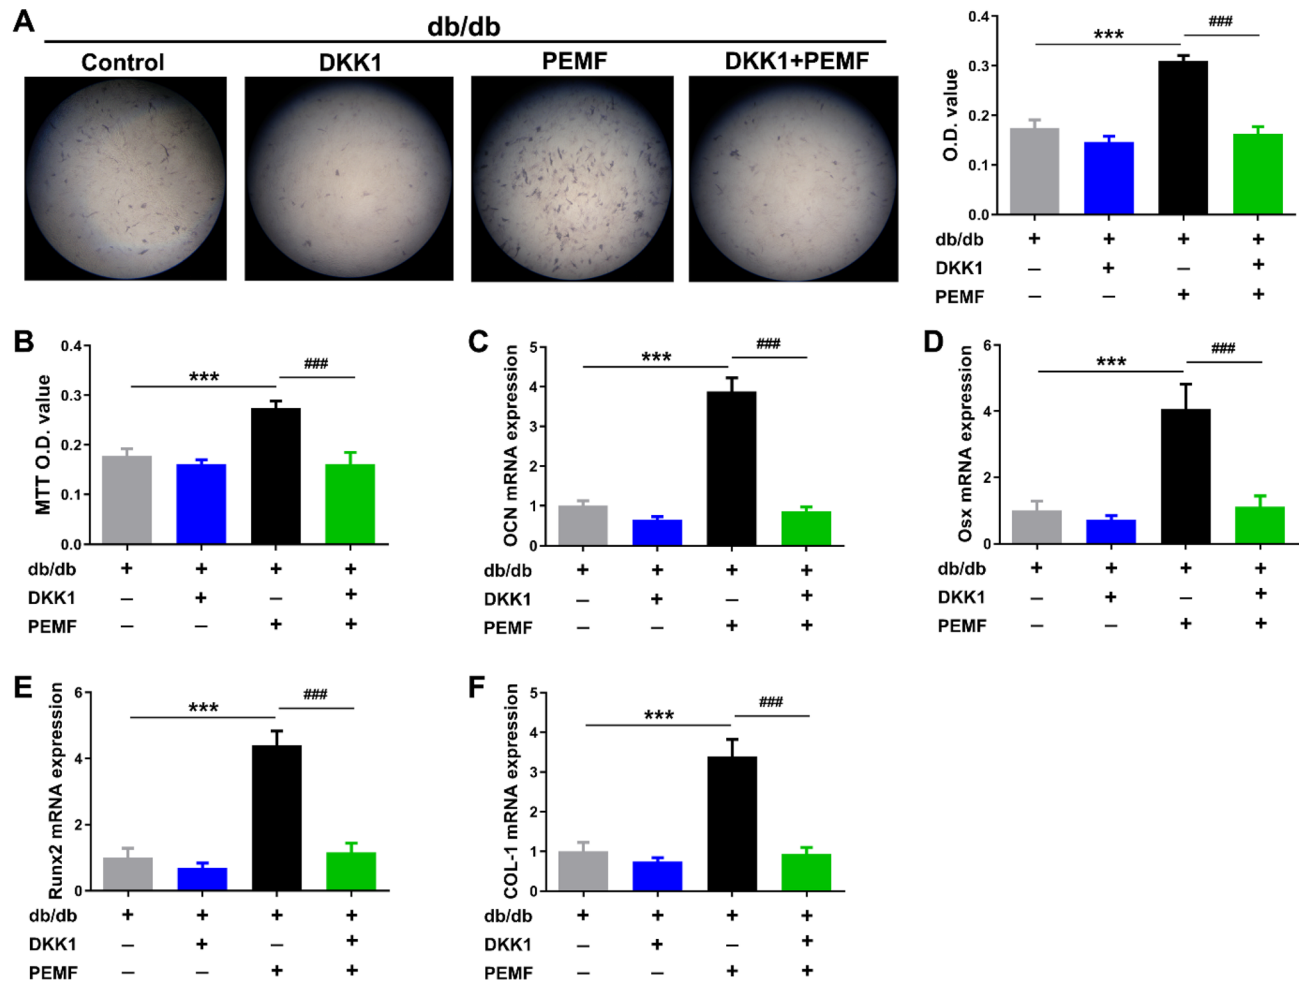 A
db/db
Control DKK1 PEMF DKK1+PEMF
O.D. value
0.4
0.3
0.2
0.1
0.0
*** ###
db/db + + + +
DKK1 – + – +
PEMF – – + +
B
MTT O.D. value
0.4
0.3
0.2
0.1
0.0
*** ###
db/db + + + +
DKK1 – + – +
PEMF – – + +
C
OCN mRNA expression
5
4
3
2
1
0
*** ###
db/db + + + +
DKK1 – + – +
PEMF – – + +
D
Osx mRNA expression
6
4
2
0
*** ###
db/db + + + +
DKK1 – + – +
PEMF – – + +
E
Runx2 mRNA expression
6
4
2
0
*** ###
db/db + + + +
DKK1 – + – +
PEMF – – + +
F
COL-1 mRNA expression
5
4
3
2
1
0
*** ###
db/db + + + +
DKK1 – + – +
PEMF – – + +